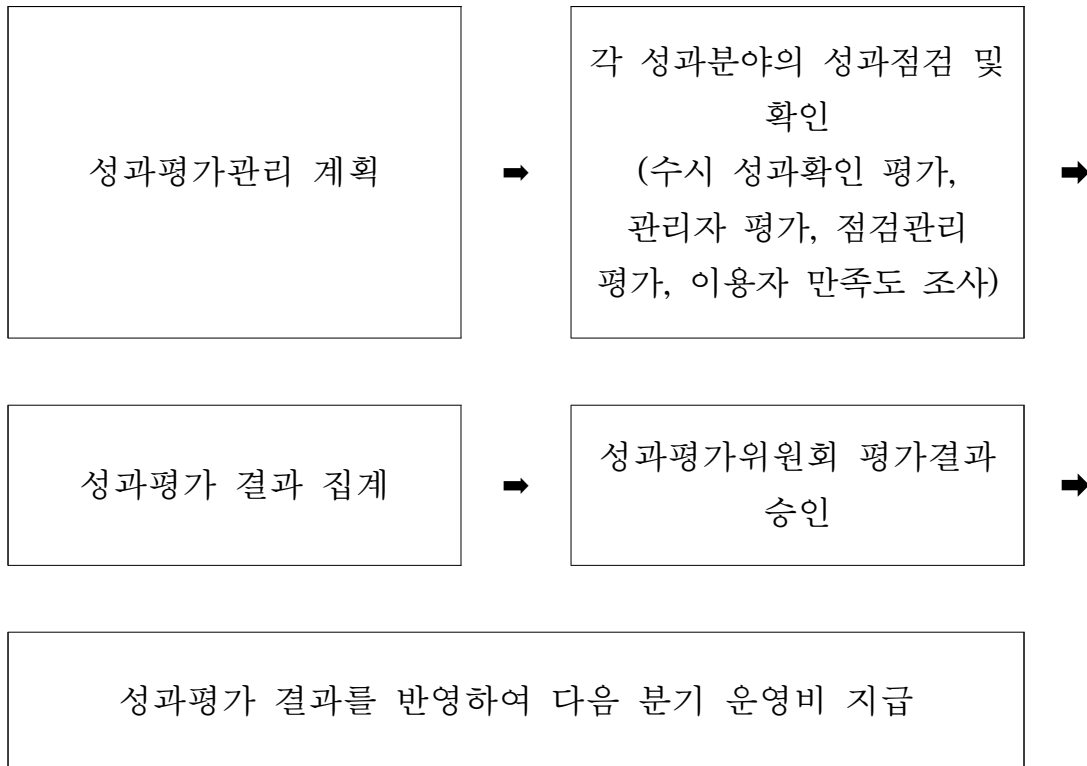 성과평가관리 계획
➡
각 성과분야의 성과점검 및
확인
(수시 성과확인 평가,
관리자 평가, 점검관리
평가, 이용자 만족도 조사)
➡
성과평가 결과 집계
➡
성과평가위원회 평가결과
승인
➡
성과평가 결과를 반영하여 다음 분기 운영비 지급